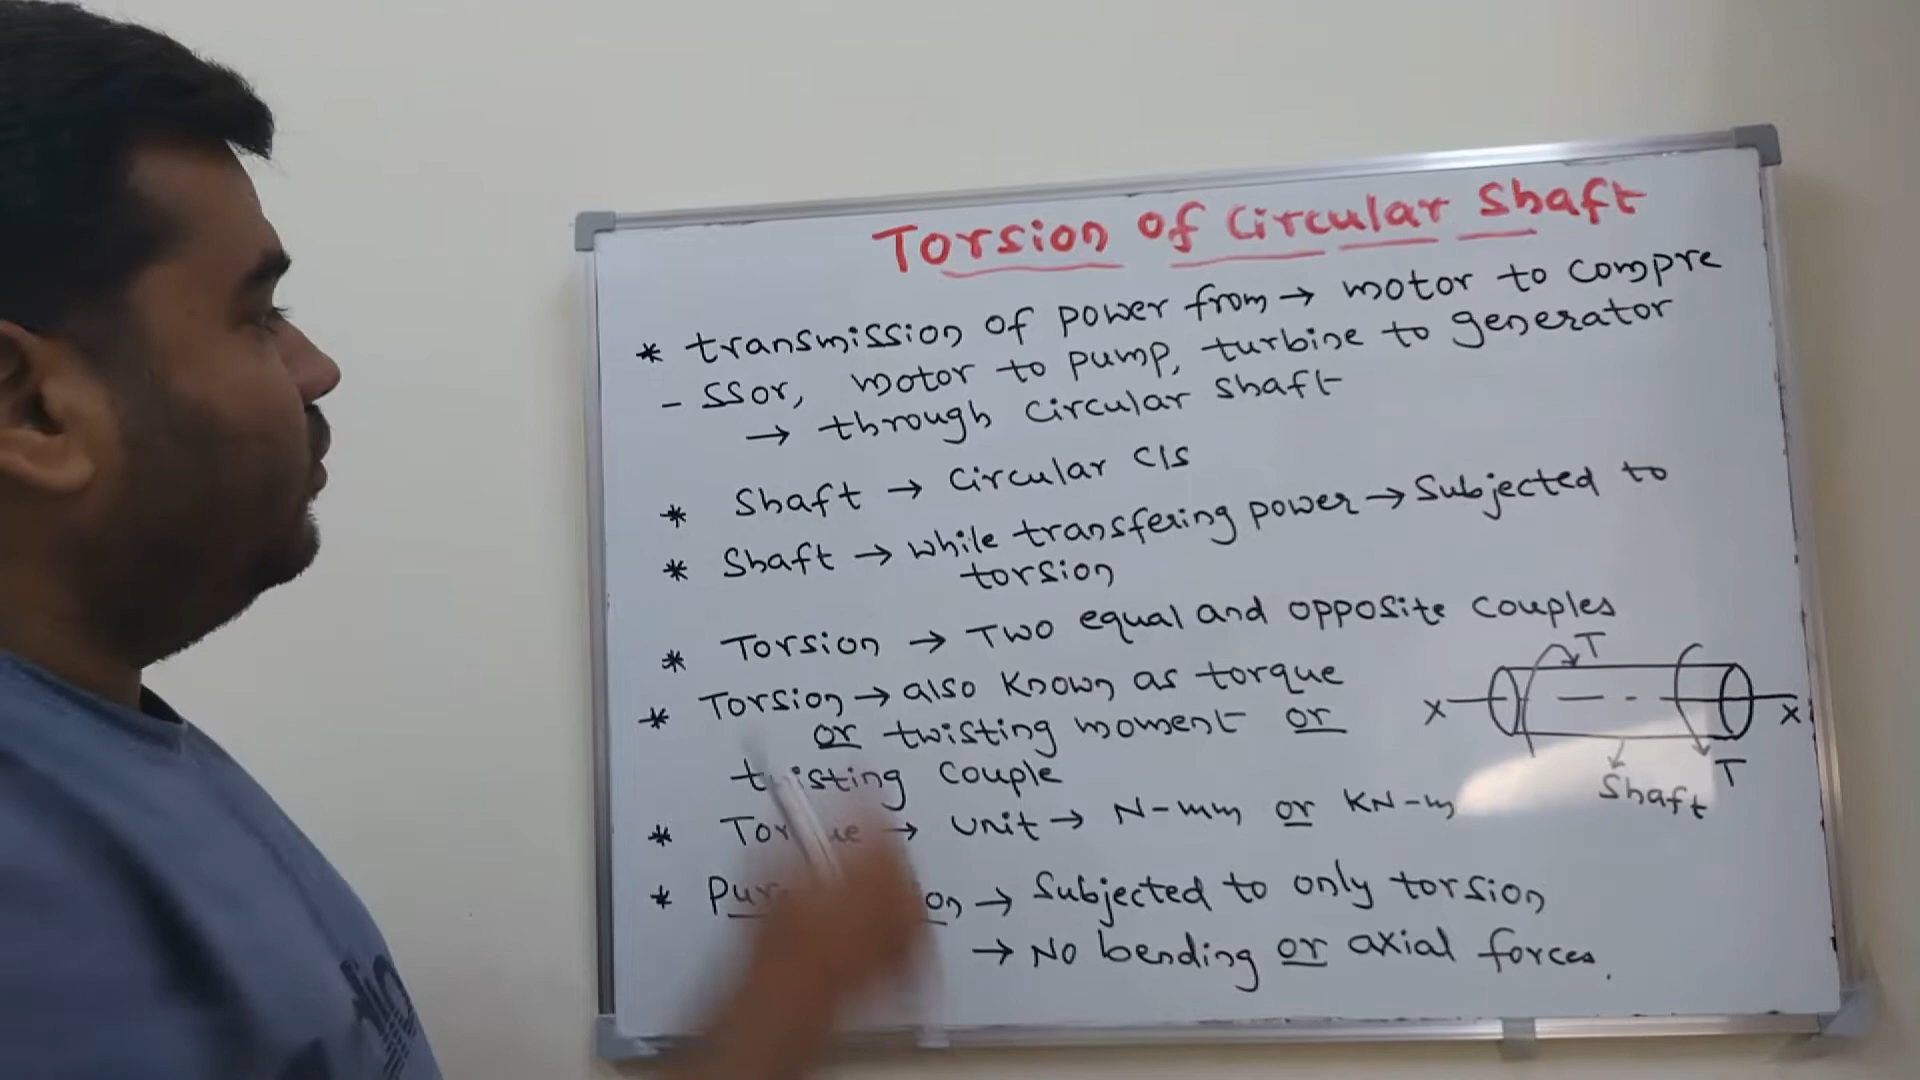 Torsion of Circular Shaft
* transmission of power from → motor to compre
- ssor, motor to pump, turbine to generator
→ through circular shaft
* Shaft → Circular C/s
* Shaft → while transfering power → Subjected to
torsion
* Torsion → Two equal and opposite couples
* Torsion → also known as torque
or twisting moment or
twisting couple
* → unit → N-mm or KN-m
* → Subjected to only torsion
→ No bending or axial forces.
T
X X
T
Shaft